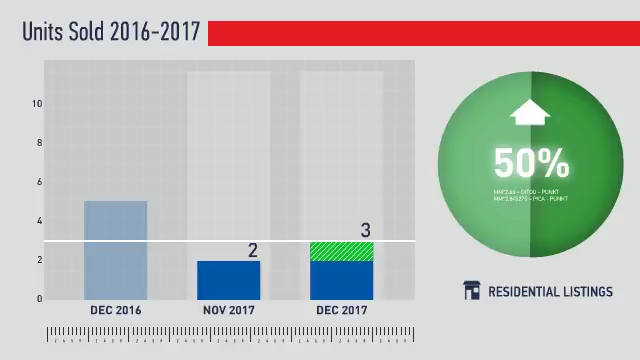 Units Sold 2016-2017
10
8
6
4
2
0
2
3
DEC 2016
NOV 2017
DEC 2017
50%
RESIDENTIAL LISTINGS